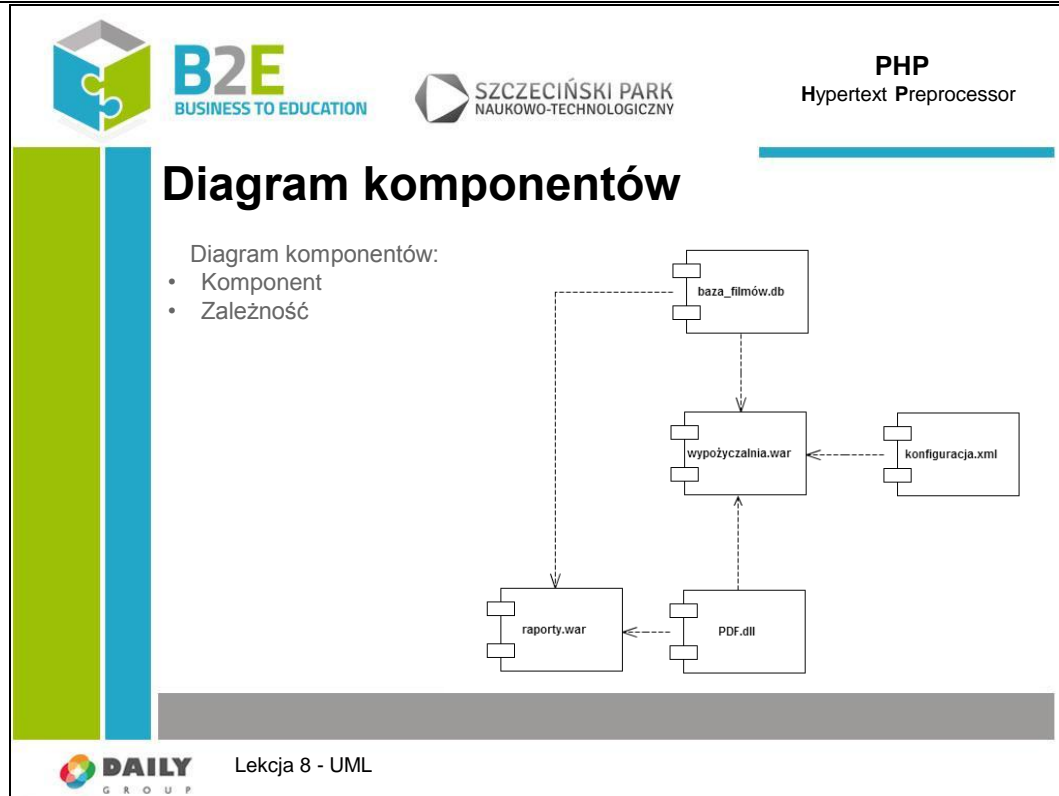 B2E
BUSINESS TO EDUCATION
SZCZECIŃSKI PARK
NAUKOWO-TECHNOLOGICZNY
PHP
Hypertext Preprocessor
Diagram komponentów
Diagram komponentów:
• Komponent
• Zależność
baza_filmów.db
wypożyczalnia.war
konfiguracja.xml
raporty.war
PDF.dll
DAILY
GROUP
Lekcja 8 - UML